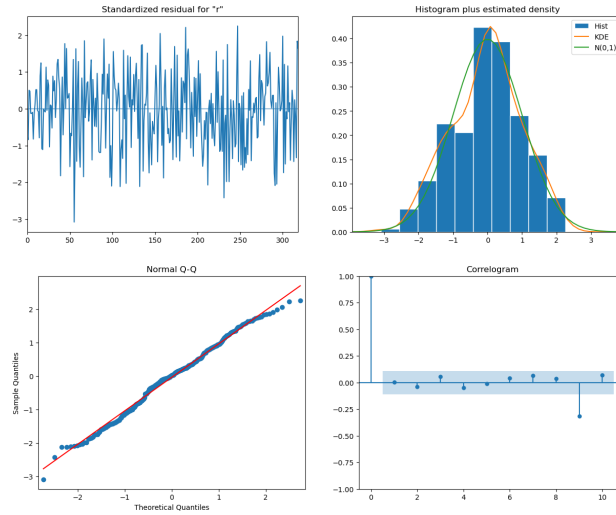 Standardized residual for "r"
2
1
0
−1
−2
−3
0 50 100 150 200 250 300
Histogram plus estimated density
Hist
KDE
N(0,1)
0.40
0.35
0.30
0.25
0.20
0.15
0.10
0.05
0.00
−3 −2 −1 0 1 2 3
Normal Q-Q
Sample Quantiles
2
1
0
−1
−2
−3
−2 −1 0 1 2
Theoretical Quantiles
Correlogram
1.00
0.75
0.50
0.25
0.00
−0.25
−0.50
−0.75
−1.00
0 2 4 6 8 10